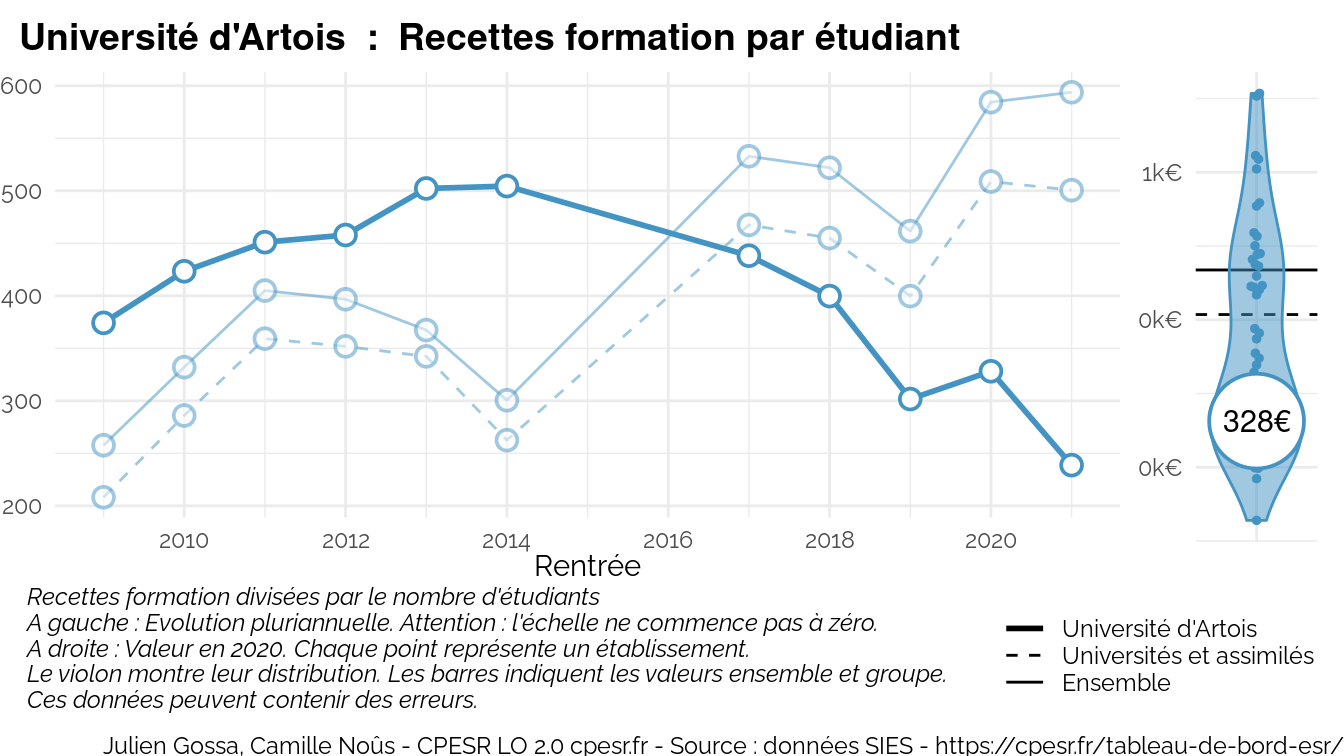 Université d'Artois : Recettes formation par étudiant
600
500
400
300
200
2010 2012 2014 2016 2018 2020
Rentrée
1k€
0k€
0k€
328€
Recettes formation divisées par le nombre d'étudiants
A gauche : Evolution pluriannuelle. Attention : l'échelle ne commence pas à zéro.
A droite : Valeur en 2020. Chaque point représente un établissement.
Le violon montre leur distribution. Les barres indiquent les valeurs ensemble et groupe.
Ces données peuvent contenir des erreurs.
Université d'Artois
Universités et assimilés
Ensemble
Julien Gossa, Camille Noûs - CPESR LO 2.0 cpesr.fr - Source : données SIES - https://cpesr.fr/tableau-de-bord-esr/